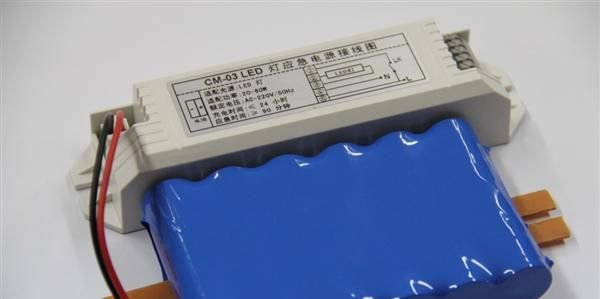 CM-03 LED 灯应急电源接线图
适配光源:LED 灯
适配功率:20-60W
额定电压:AC-220V/50Hz
充电时间:≤ 24 小时
应急时间:≥ 90 分钟
电池
LED灯
LK
N
L